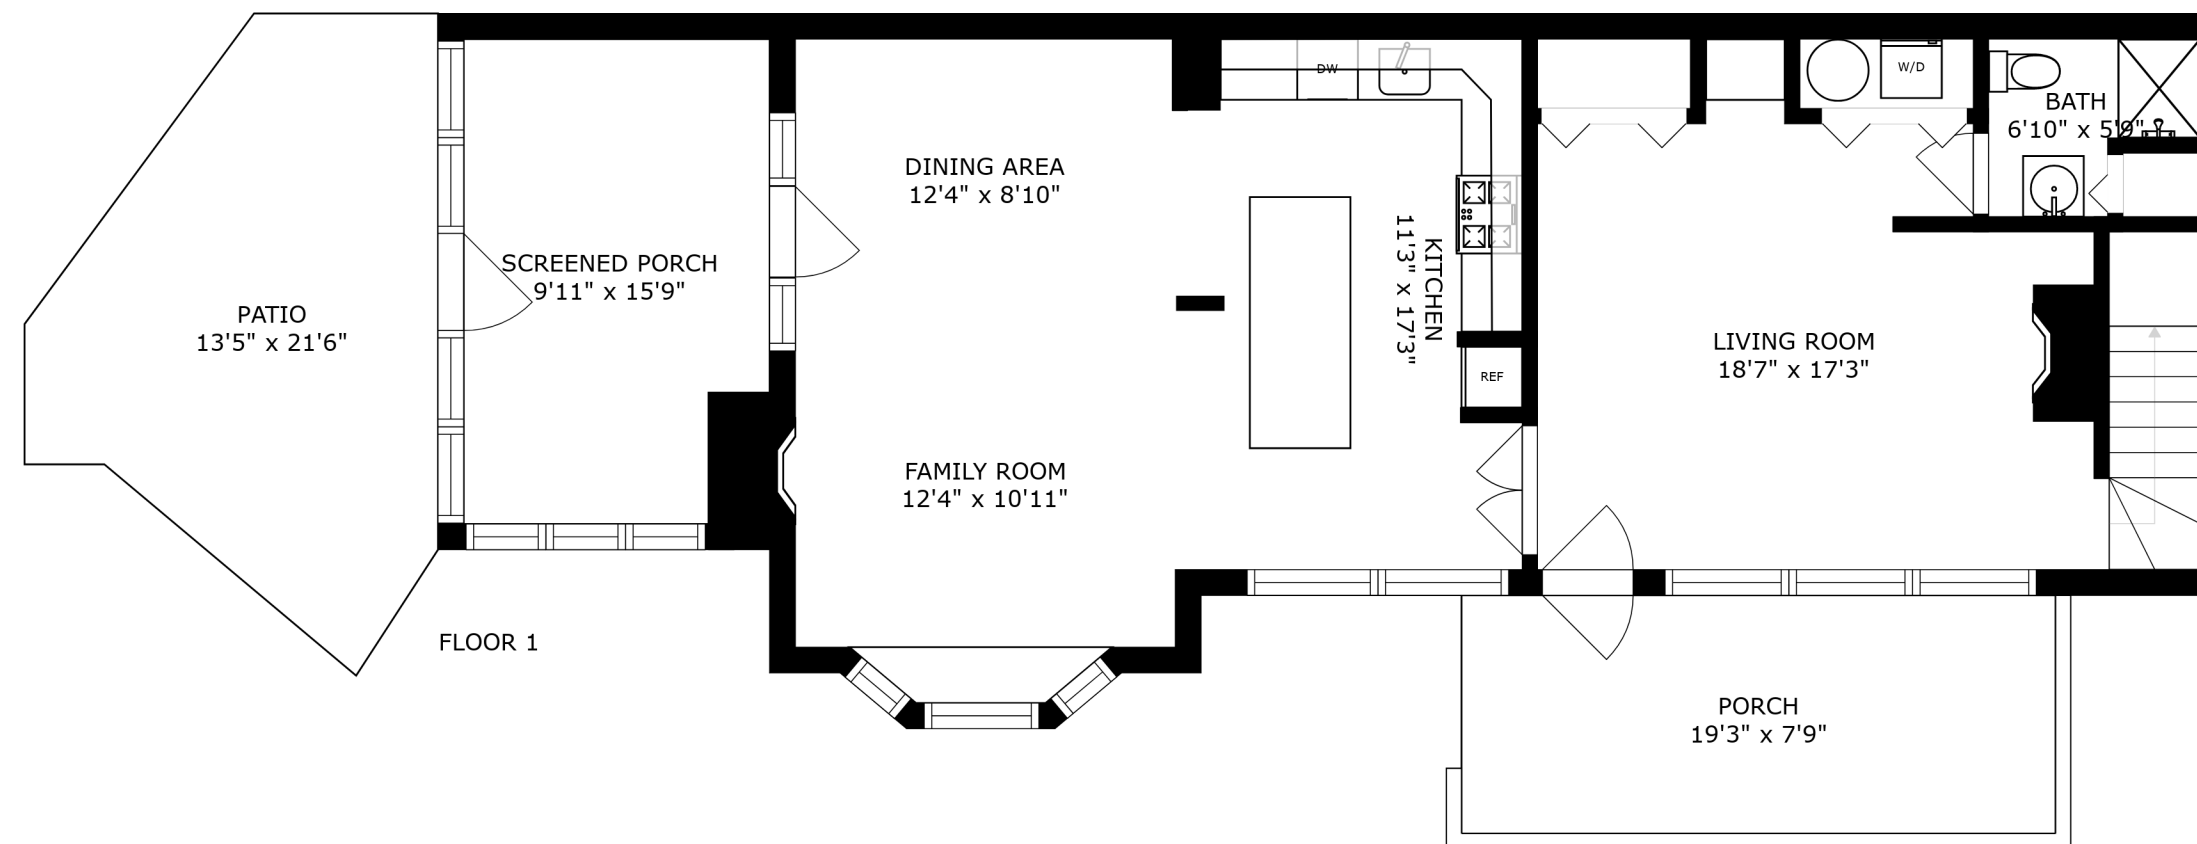 DW
W/D
BATH
6'10" x 5'9"
DINING AREA
12'4" x 8'10"
SCREENED PORCH
9'11" x 15'9"
PATIO
13'5" x 21'6"
KITCHEN
11'3" x 17'3"
LIVING ROOM
18'7" x 17'3"
REF
FAMILY ROOM
12'4" x 10'11"
FLOOR 1
PORCH
19'3" x 7'9"